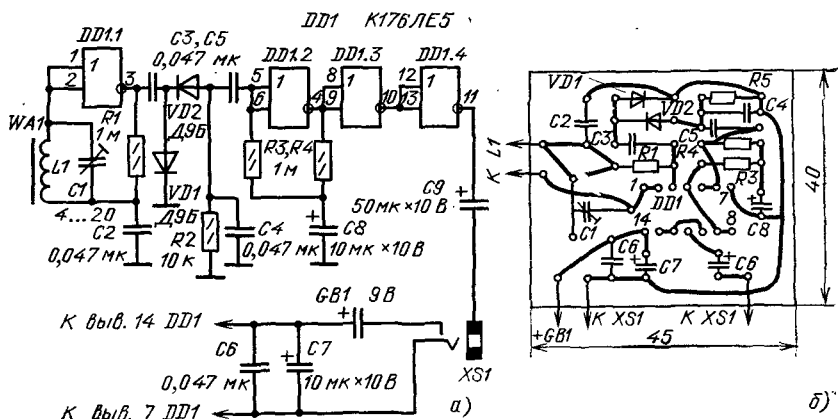 DD1 К176ЛЕ5
DD1.1
C3, C5
0,047 мк
DD1.2
DD1.3
DD1.4
1
2
1
3
5
6
1
4
8
9
1
10
12
13
1
11
WA1
R1
1 м
VD2
Д9Б
L1
C1
VD1
Д9Б
R3, R4
1 м
C9
50 мк × 10 В
4...20
C2
0,047 мк
R2
10 к
C4
0,047 мк
C8
10 мк × 10 В
GB1 9 В
К выв. 14 DD1
C6
0,047 мк
C7
10 мк × 10 В
XS1
К выв. 7 DD1
а)
VD1
R5
VD2
C4
C2
C3
C5
К L1
R1
R4
К
R3
1
DD1
7
C1
14
8
C8
C6
C7
C6
+GB1
К XS1
К XS1
40
45
б)